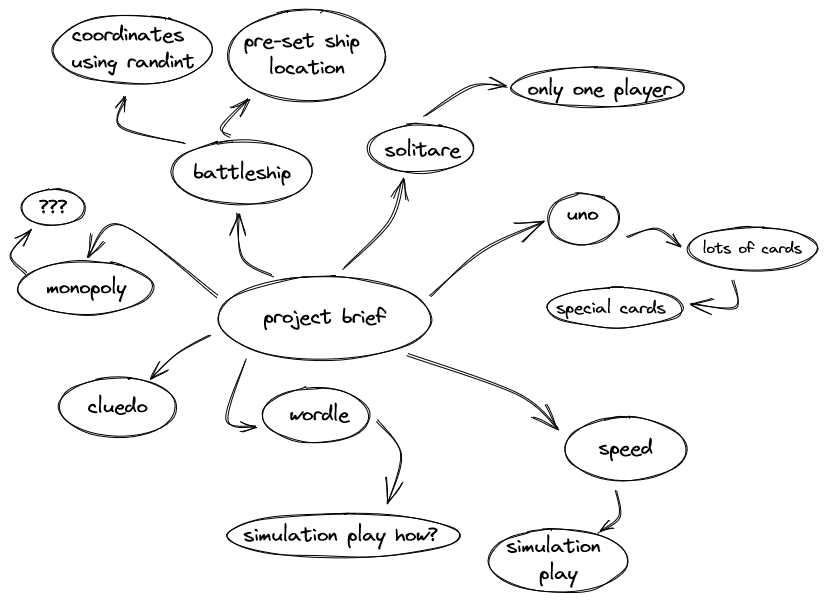 coordinates
using randint
pre-set ship
location
only one player
battleship
solitare
???
uno
lots of cards
monopoly
special cards
project brief
cluedo
wordle
speed
simulation play how?
simulation
play